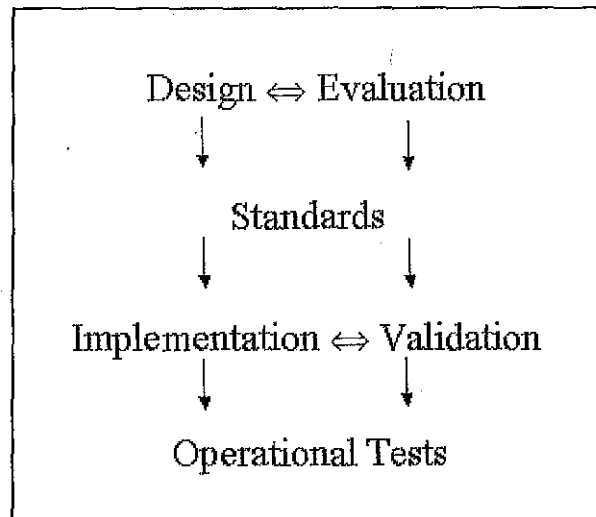 Design ⇔ Evaluation
Standards
Implementation ⇔ Validation
Operational Tests